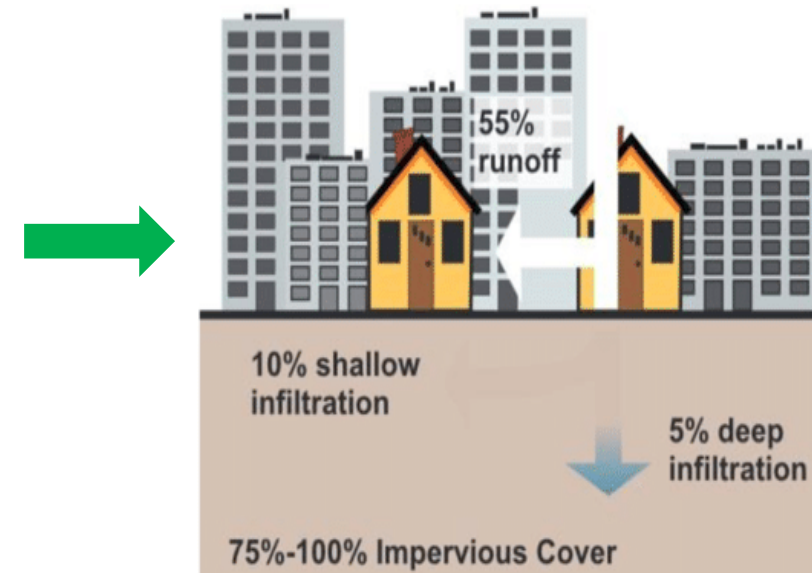 55%
runoff
10% shallow
infiltration
5% deep
infiltration
75%-100% Impervious Cover